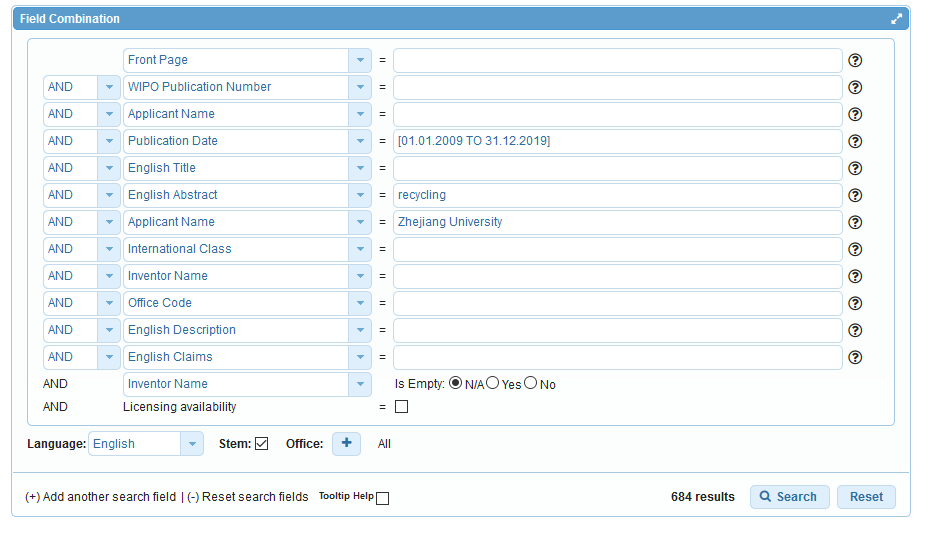 Field Combination
Front Page =
AND WIPO Publication Number =
AND Applicant Name =
AND Publication Date = [01.01.2009 TO 31.12.2019]
AND English Title =
AND English Abstract = recycling
AND Applicant Name = Zhejiang University
AND International Class =
AND Inventor Name =
AND Office Code =
AND English Description =
AND English Claims =
AND Inventor Name Is Empty: N/A Yes No
AND Licensing availability =
Language: English Stem: Office: + All
(+) Add another search field | (-) Reset search fields Tooltip Help 684 results Search Reset